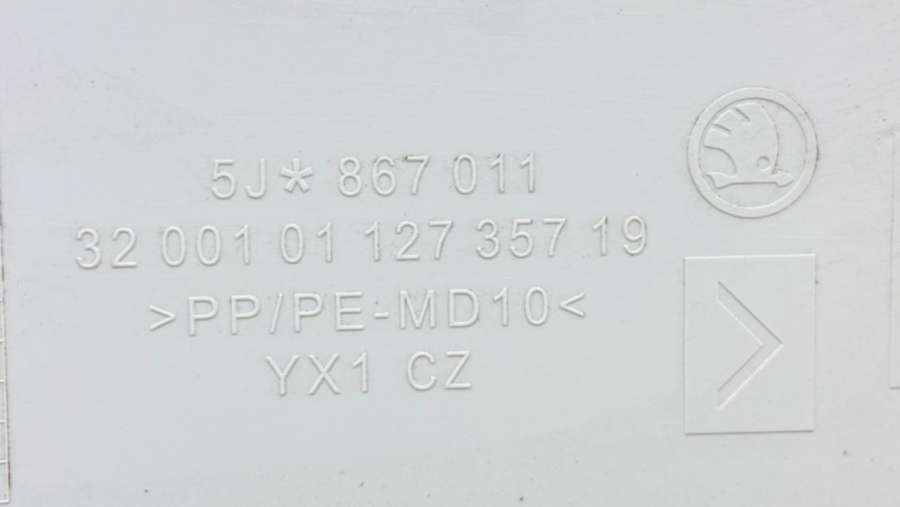 5J* 867 011
32 001 01 127 357 19
>PP/PE-MD10<
YX1 CZ